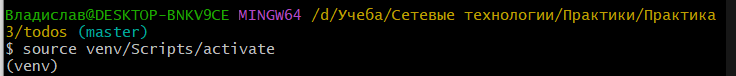 Владислав@DESKTOP-BNKV9CE MINGW64 /d/Учеба/Сетевые технологии/Практики/Практика
3/todos (master)
$ source venv/Scripts/activate
(venv)